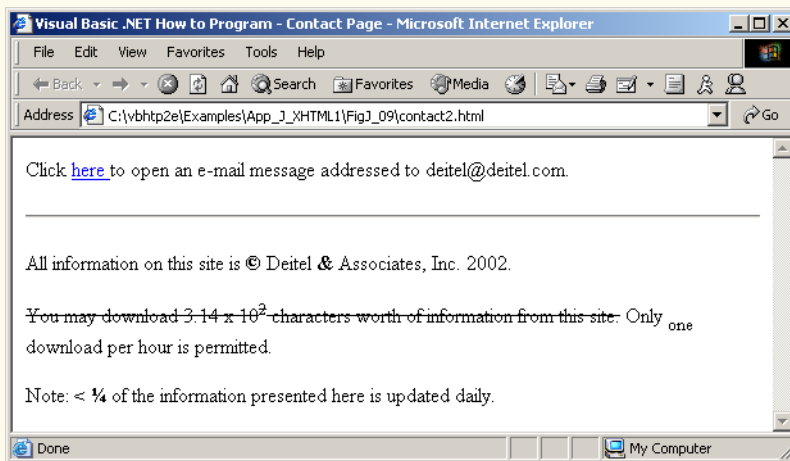 Visual Basic .NET How to Program - Contact Page - Microsoft Internet Explorer
File Edit View Favorites Tools Help
Back Search Favorites Media
Address C:\vbhtp2e\Examples\App_J_XHTML1\FigJ_09\contact2.html Go
Click here to open an e-mail message addressed to deitel@deitel.com.
All information on this site is © Deitel & Associates, Inc. 2002.
You may download 3.14 x 10² characters worth of information from this site. Only one
download per hour is permitted.
Note: < ¼ of the information presented here is updated daily.
Done My Computer